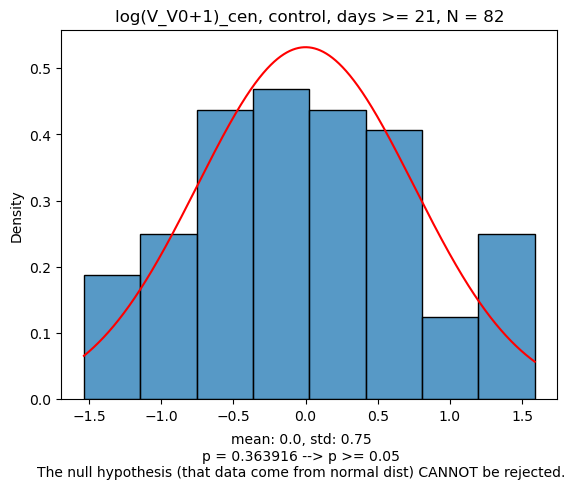 log(V_V0+1)_cen, control, days >= 21, N = 82
Density
0.5
0.4
0.3
0.2
0.1
0.0
−1.5 −1.0 −0.5 0.0 0.5 1.0 1.5
mean: 0.0, std: 0.75
p = 0.363916 --> p >= 0.05
The null hypothesis (that data come from normal dist) CANNOT be rejected.